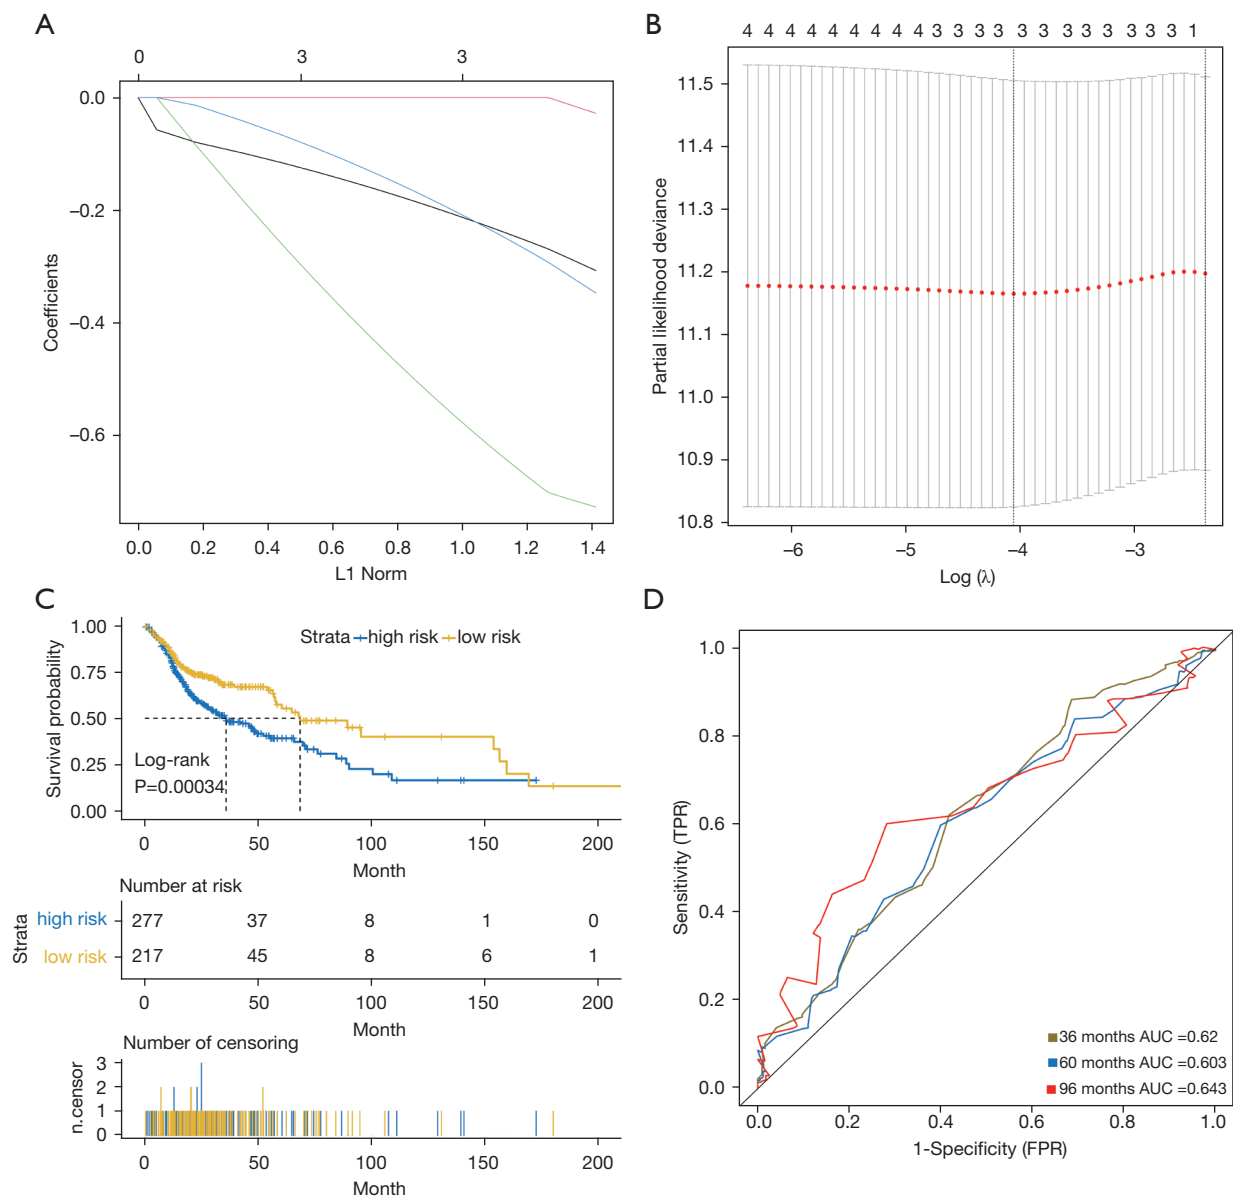 A
0 3 3
0.0
–0.2
–0.4
–0.6
Coefficients
0.0 0.2 0.4 0.6 0.8 1.0 1.2 1.4
L1 Norm
B
4 4 4 4 4 4 4 4 4 3 3 3 3 3 3 3 3 3 3 3 1
11.5
11.4
11.3
11.2
11.1
11.0
10.9
10.8
Partial likelihood deviance
–6 –5 –4 –3
Log (λ)
C
Strata high risk low risk
1.00
0.75
0.50
0.25
0.00
Survival probability
Log-rank
P=0.00034
0 50 100 150 200
Month
Number at risk
Strata
high risk 277 37 8 1 0
low risk 217 45 8 6 1
0 50 100 150 200
Month
Number of censoring
3
2
1
0
n.censor
0 50 100 150 200
Month
D
1.0
0.8
0.6
0.4
0.2
0.0
Sensitivity (TPR)
36 months AUC =0.62
60 months AUC =0.603
96 months AUC =0.643
0.0 0.2 0.4 0.6 0.8 1.0
1-Specificity (FPR)